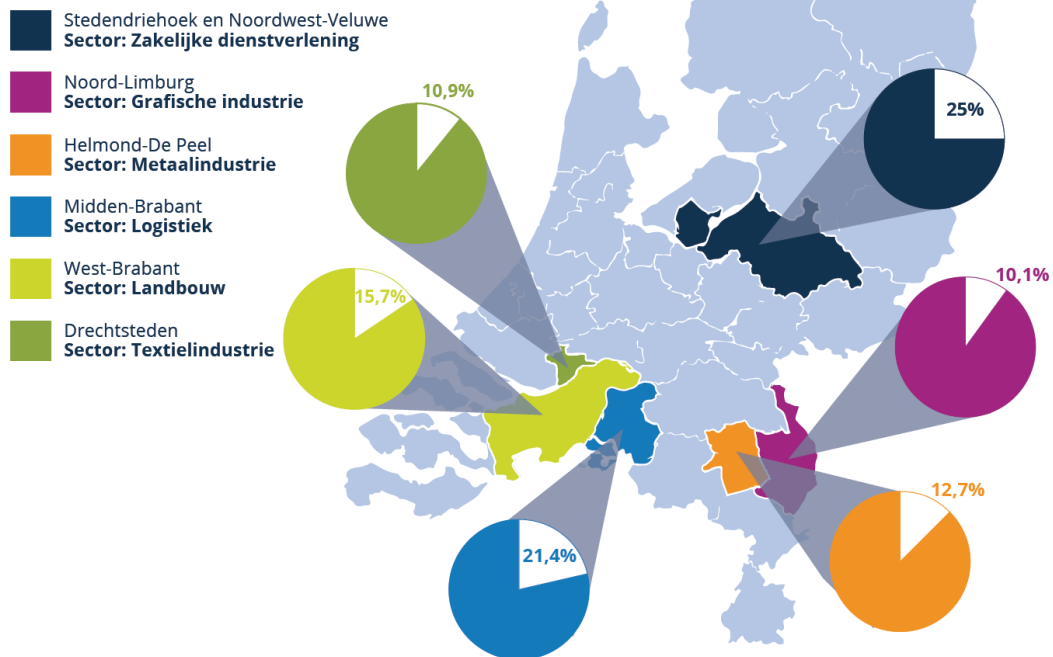 Stedendriehoek en Noordwest-Veluwe
Sector: Zakelijke dienstverlening
Noord-Limburg
Sector: Grafische industrie
Helmond-De Peel
Sector: Metaalindustrie
Midden-Brabant
Sector: Logistiek
West-Brabant
Sector: Landbouw
Drechtsteden
Sector: Textielindustrie
10,9%
25%
15,7%
10,1%
12,7%
21,4%